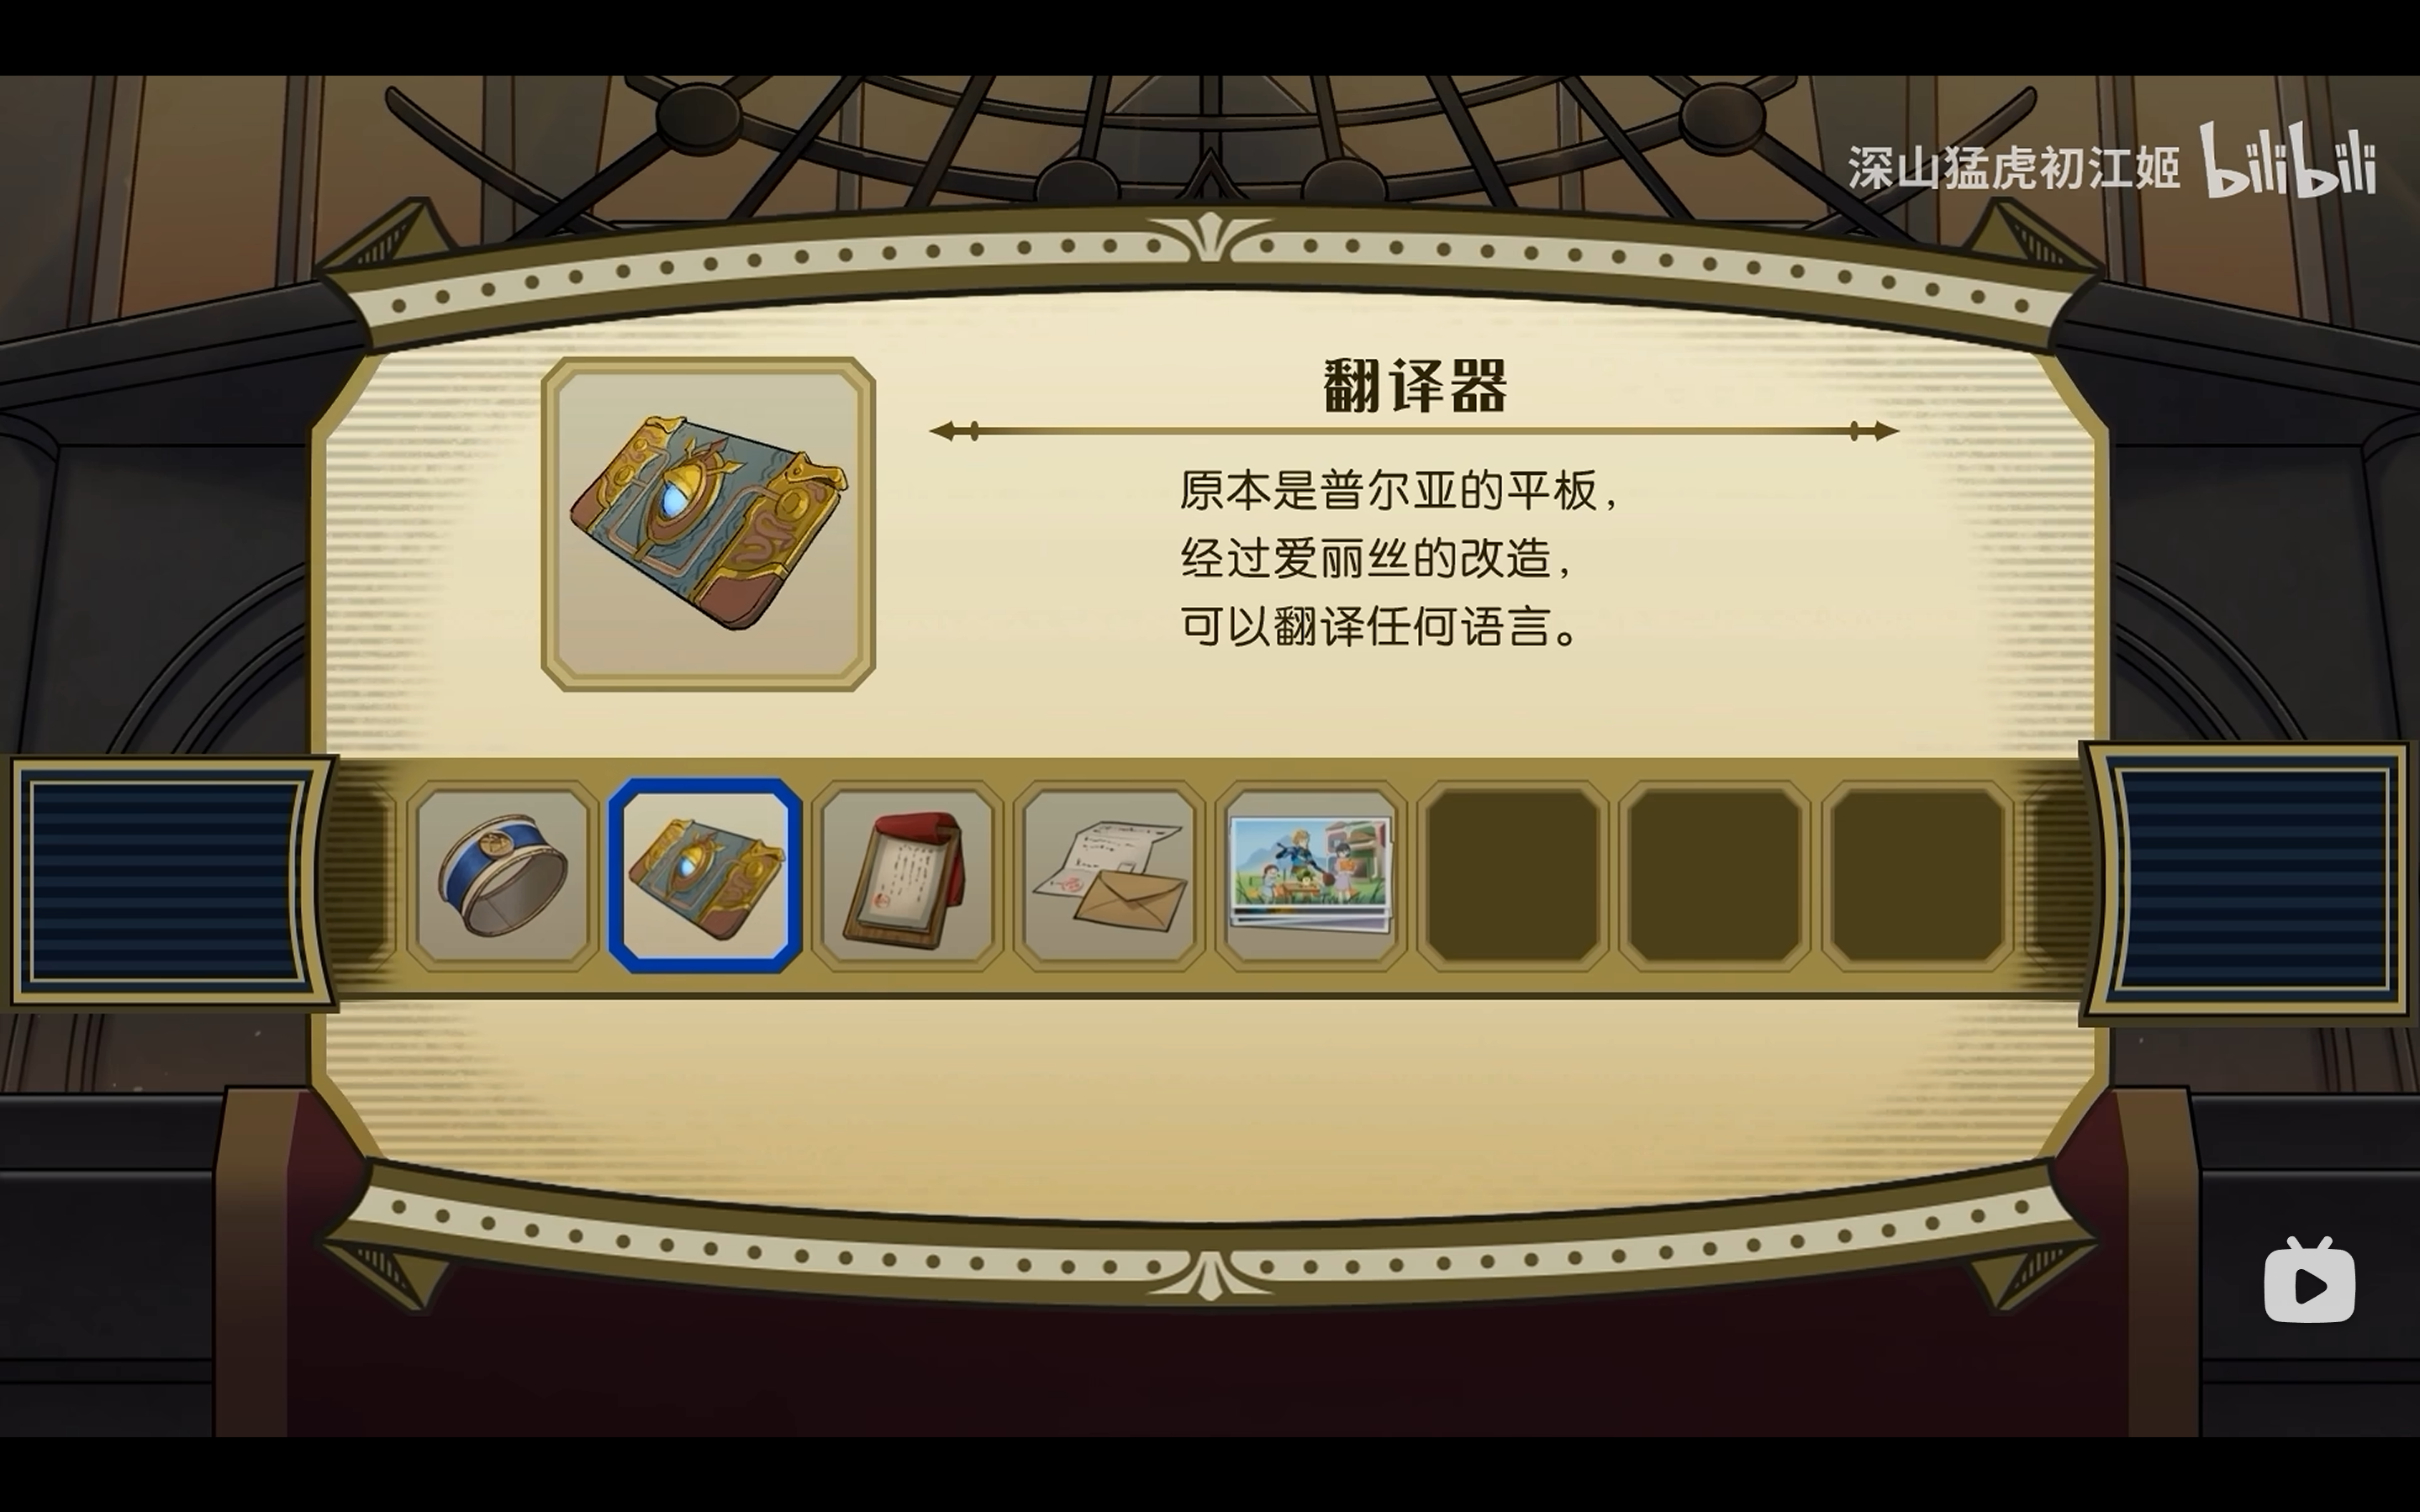 深山猛虎初江姬 bilibili
翻译器
原本是普尔亚的平板，
经过爱丽丝的改造，
可以翻译任何语言。